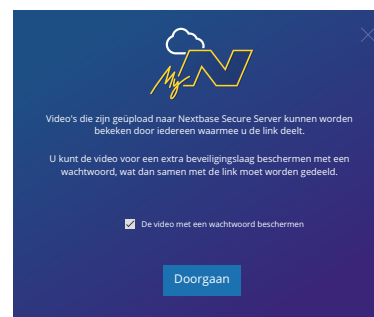 My N
Video's die zijn geüpload naar Nextbase Secure Server kunnen worden
bekeken door iedereen waarmee u de link deelt.
U kunt de video voor een extra beveiligingslaag beschermen met een
wachtwoord, wat dan samen met de link moet worden gedeeld.
De video met een wachtwoord beschermen
Doorgaan